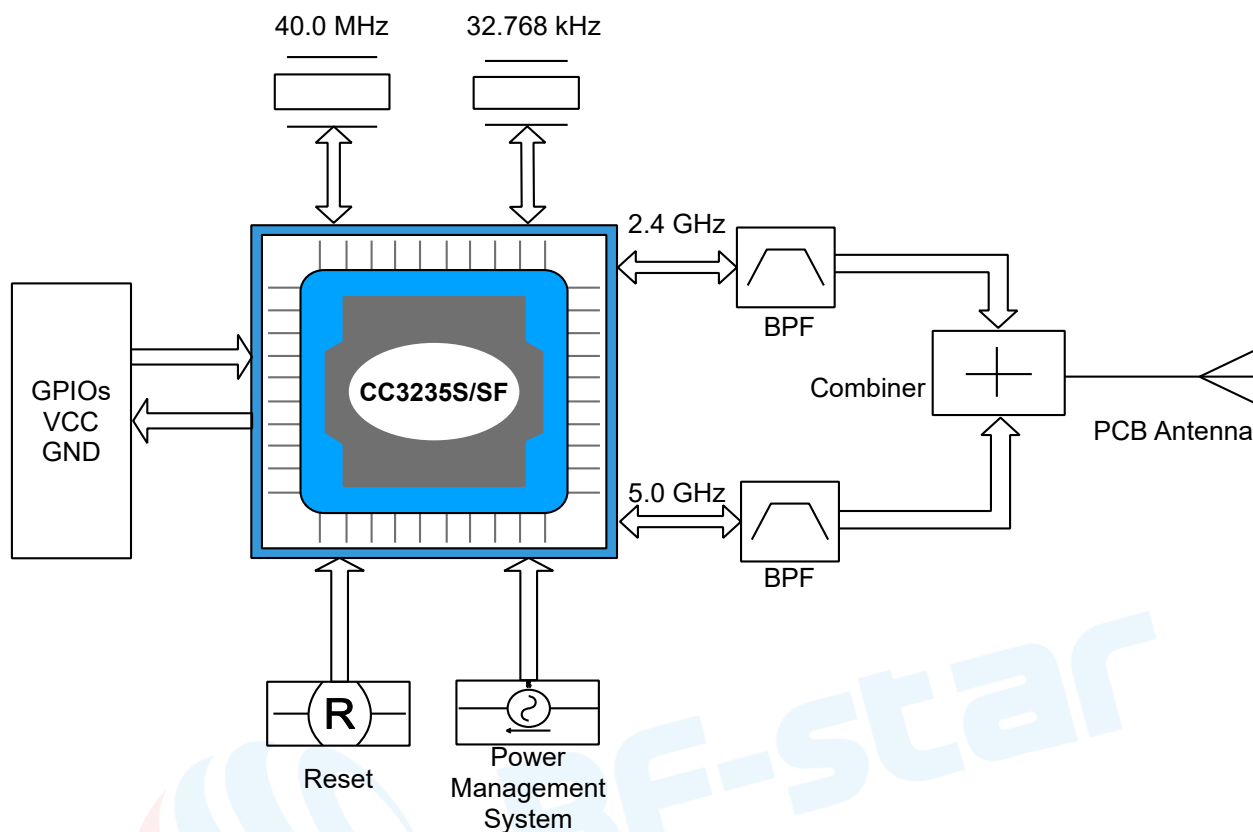 40.0 MHz
32.768 kHz
2.4 GHz
BPF
GPIOs
VCC
GND
CC3235S/SF
Combiner
PCB Antenna
5.0 GHz
BPF
R
Reset
Power
Management
System
RF-star